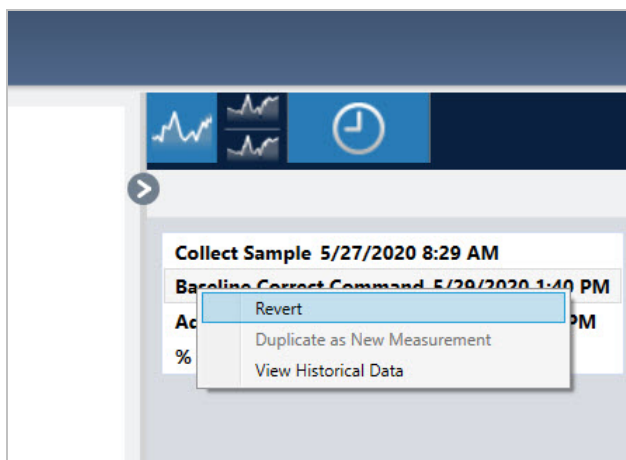 Collect Sample 5/27/2020 8:29 AM
Baseline Correct Command 5/29/2020 1:40 PM
Revert
Ac PM
Duplicate as New Measurement
%
View Historical Data